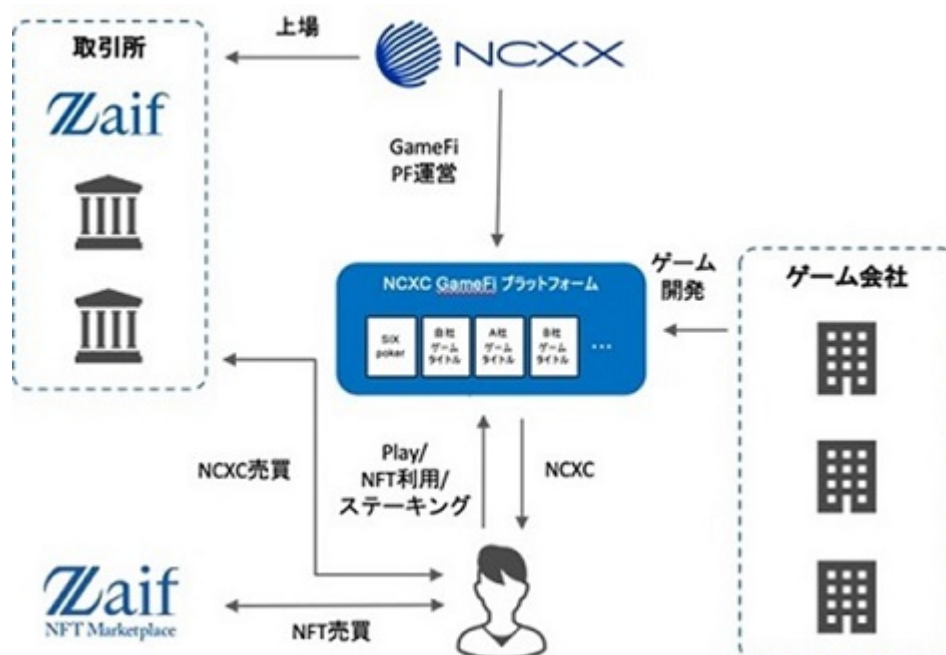 取引所
上場
NCXX
Zaif
GameFi
PF運営
NCXC GameFi プラットフォーム
SIX
poker
自社
ゲーム
タイトル
A社
ゲーム
タイトル
B社
ゲーム
タイトル
…
ゲーム
開発
ゲーム会社
NCXC売買
Play/
NFT利用/
ステーキング
NCXC
Zaif
NFT Marketplace
NFT売買